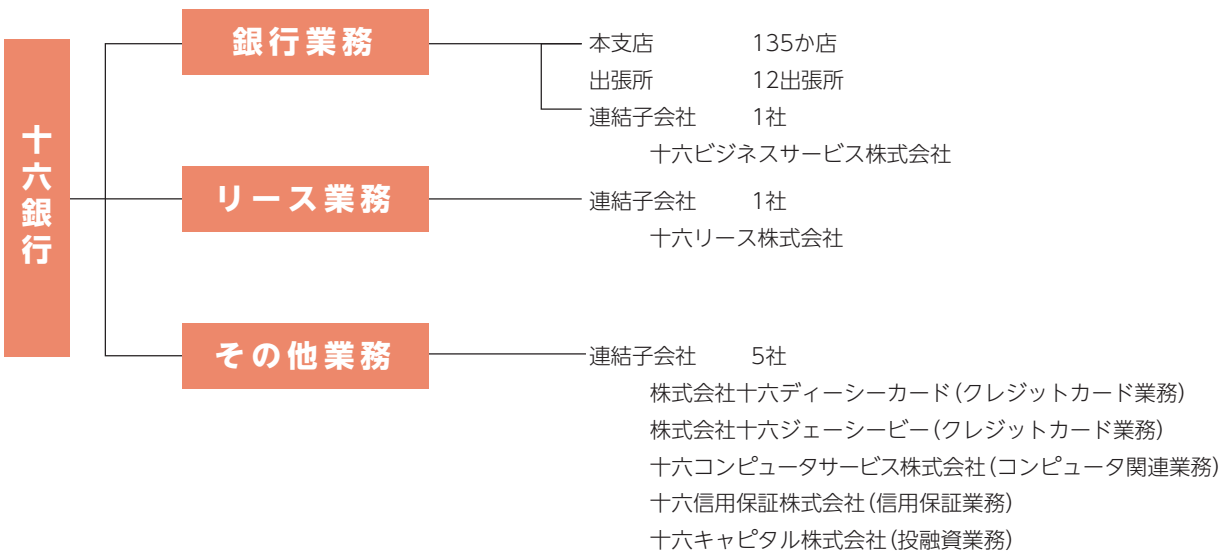 十六銀行
銀行業務
本支店 135か店
出張所 12出張所
連結子会社 1社
十六ビジネスサービス株式会社
リース業務
連結子会社 1社
十六リース株式会社
その他業務
連結子会社 5社
株式会社十六ディーシーカード(クレジットカード業務)
株式会社十六ジェーシービー(クレジットカード業務)
十六コンピュータサービス株式会社(コンピュータ関連業務)
十六信用保証株式会社(信用保証業務)
十六キャピタル株式会社(投融資業務)